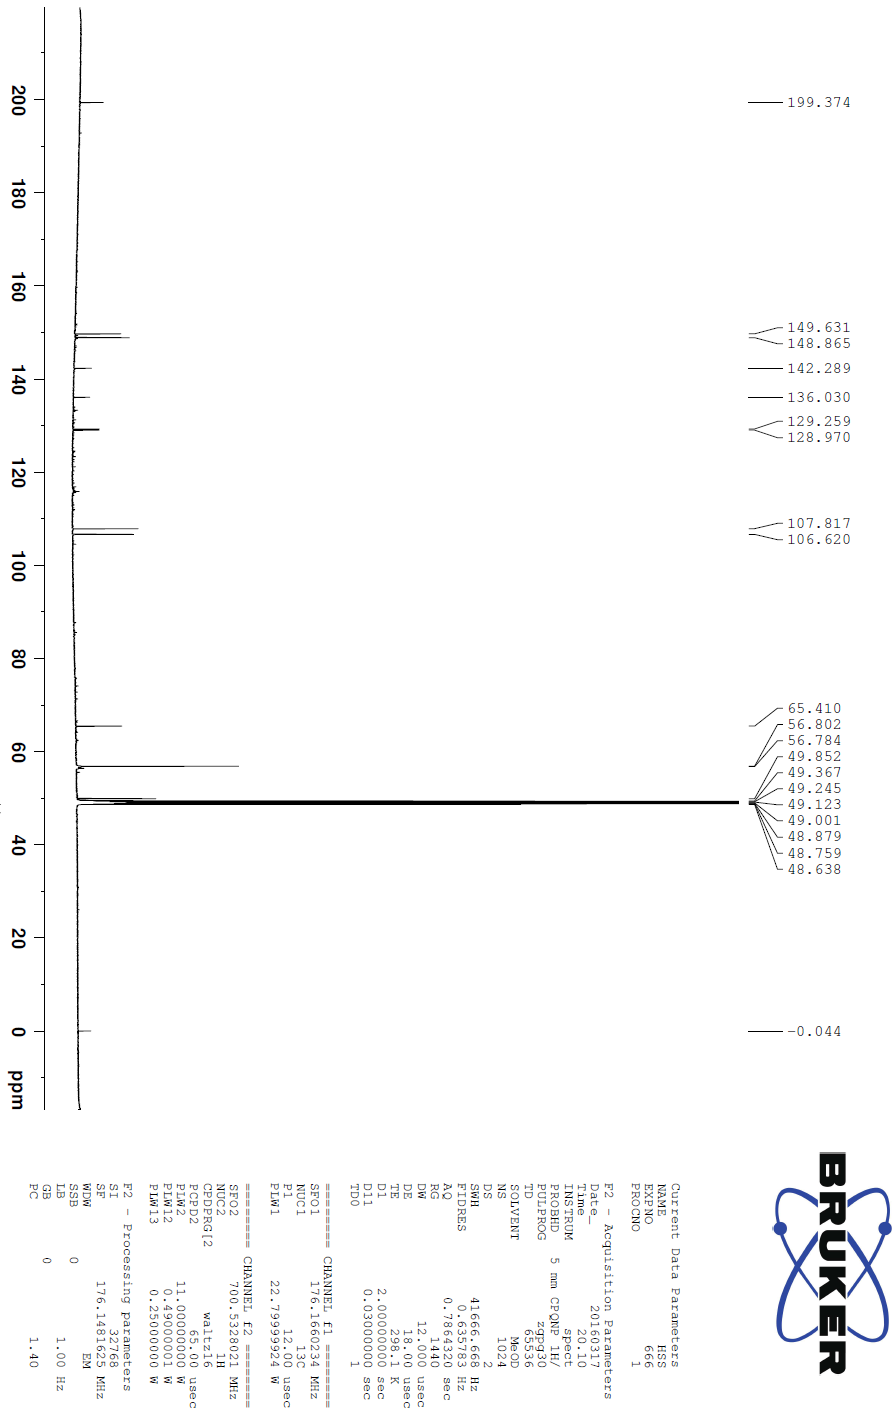 199.374
149.631
148.865
142.289
136.030
129.259
128.970
107.817
106.620
65.410
56.802
56.784
49.852
49.367
49.245
49.123
49.001
48.879
48.759
48.638
-0.044
200 180 160 140 120 100 80 60 40 20 0 ppm
BRUKER
Current Data Parameters
NAME HSS
EXPNO 666
PROCNO 1
F2 - Acquisition Parameters
Date_ 20160317
Time 20.10
INSTRUM spect
PROBHD 5 mm CPQNP 1H/
PULPROG zgpg30
TD 65536
SOLVENT MeOD
NS 1024
DS 2
SWH 41666.668 Hz
FIDRES 0.635783 Hz
AQ 0.7864320 sec
RG 1440
DW 12.000 usec
DE 18.00 usec
TE 298.1 K
D1 2.00000000 sec
D11 0.03000000 sec
TD0 1
======== CHANNEL f1 ========
SFO1 176.1660234 MHz
NUC1 13C
P1 12.00 usec
PLW1 22.79999924 W
======== CHANNEL f2 ========
SFO2 700.5328021 MHz
NUC2 1H
CPDPRG[2 waltz16
PCPD2 65.00 usec
PLW2 11.00000000 W
PLW12 0.49000001 W
PLW13 0.25000000 W
F2 - Processing parameters
SI 32768
SF 176.1481625 MHz
WDW EM
SSB 0
LB 1.00 Hz
GB 0
PC 1.40